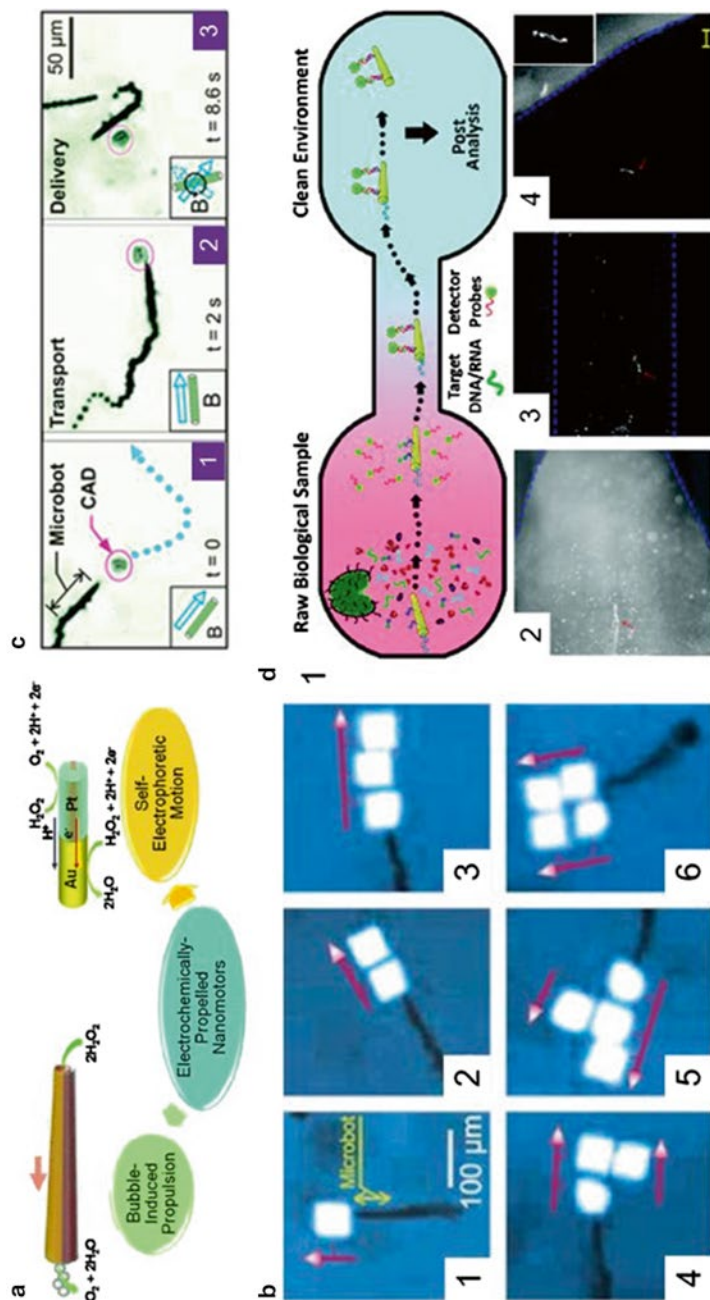 a
O₂ + 2H₂O
2H₂O₂
Bubble-
Induced
Propulsion
Electrochemically-
Propelled
Nanomotors
Self-
Electrophoretic
Motion
H₂O₂
O₂ + 2H⁺ + 2e⁻
H⁺
Au
e⁻
Pt
2H₂O
H₂O₂ + 2H⁺ + 2e⁻
b
Microbot
100 µm
1
2
3
4
5
6
c
Microbot
CAD
B
t = 0
1
Transport
B
t = 2 s
2
Delivery
50 µm
B
t = 8.6 s
3
d
1
Raw Biological Sample
Clean Environment
Target
DNA/RNA
Detector
Probes
Post
Analysis
2
3
4